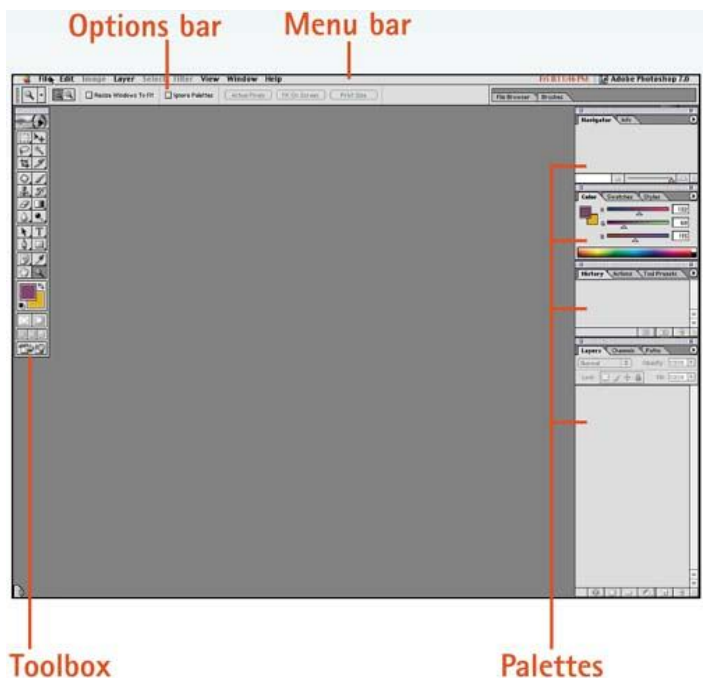 Options bar Menu bar
File Edit Image Layer Select Filter View Window Help Adobe Photoshop 7.0
Resize Windows To Fit Ignore Palettes Actual Pixels Fit On Screen Print Size File Browser Brushes
Navigator Info
Color Swatches Styles
History Actions Tool Presets
Layers Channels Paths
Normal Opacity:
Lock: Fill:
Toolbox Palettes